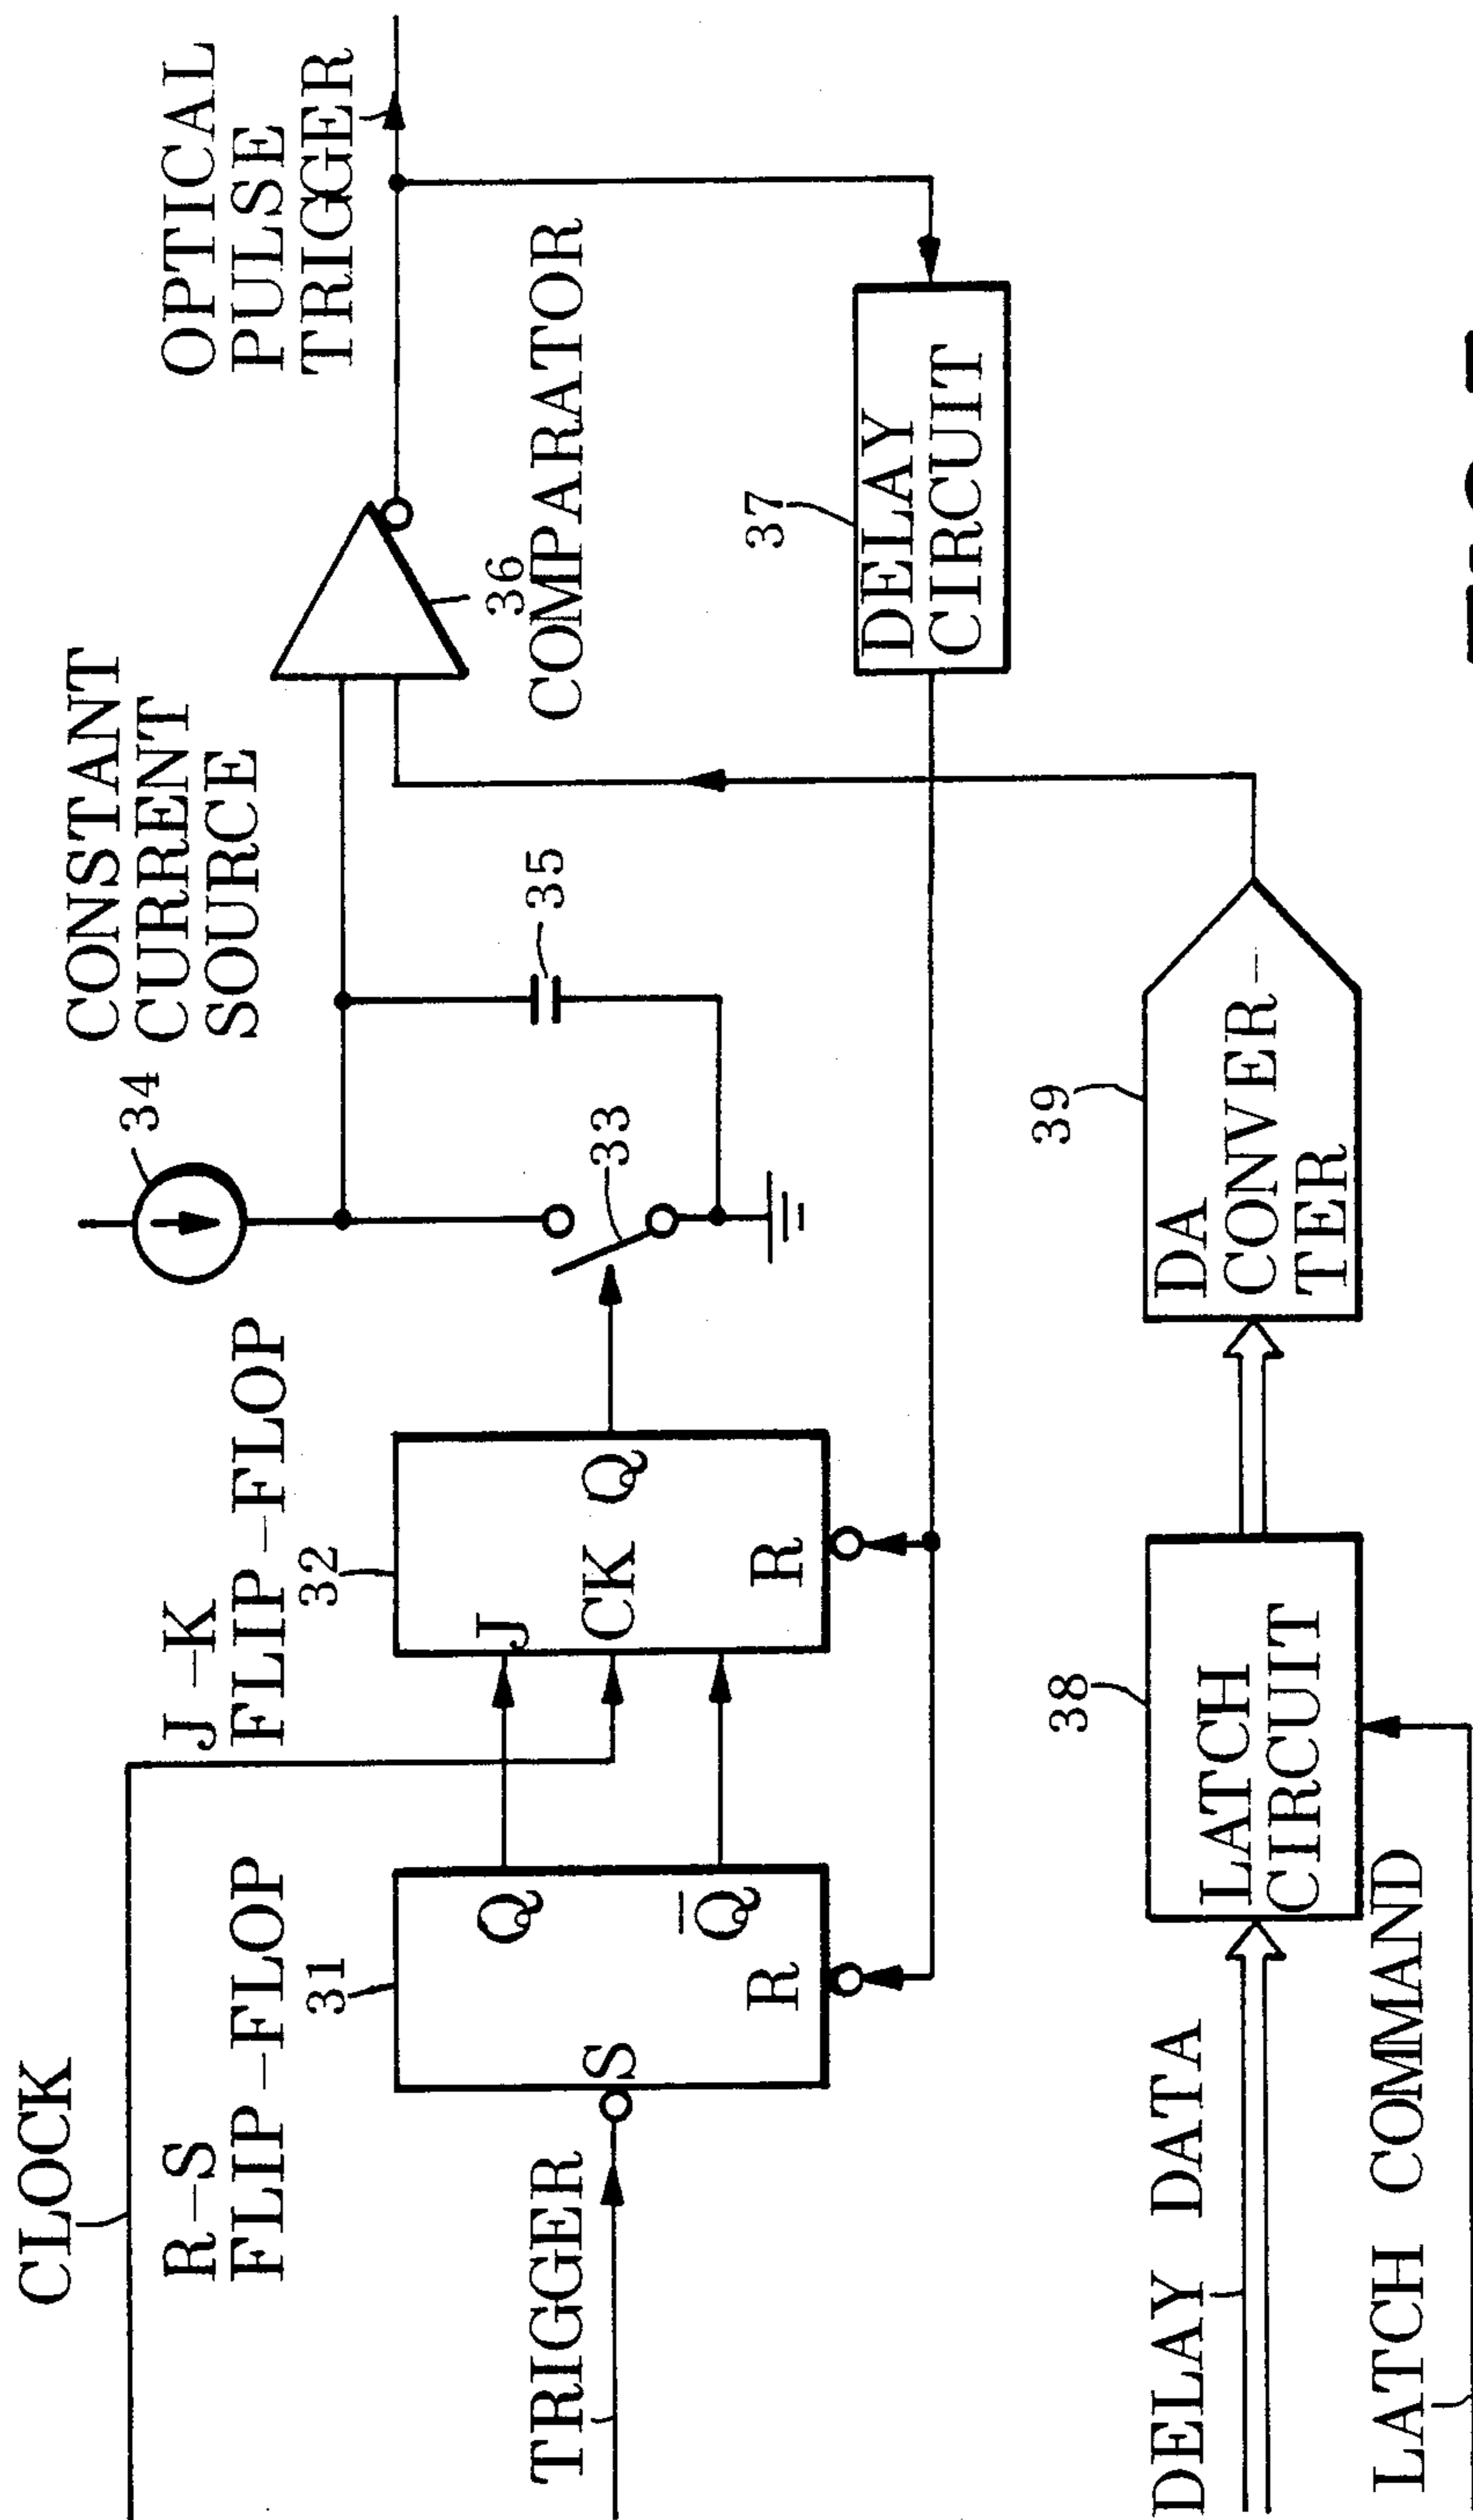 CLOCK
R-S
FLIP-FLOP
31
TRIGGER
S
Q
Q̅
R
J-K
FLIP-FLOP
32
J
CK
Q
R
33
34
CONSTANT
CURRENT
SOURCE
35
36
COMPARATOR
OPTICAL
PULSE
TRIGGER
37
DELAY
CIRCUIT
DELAY DATA
LATCH COMMAND
38
LATCH
CIRCUIT
39
DA
CONVER-
TER